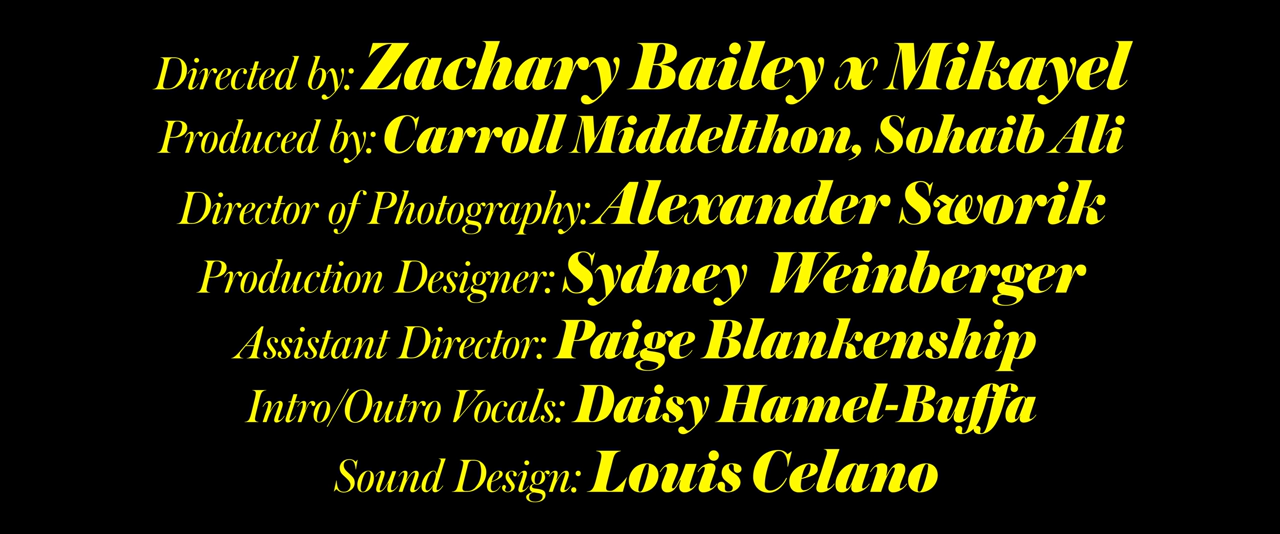 Directed by: Zachary Bailey x Mikayel
Produced by: Carroll Middelthon, Sohaib Ali
Director of Photography: Alexander Sworik
Production Designer: Sydney Weinberger
Assistant Director: Paige Blankenship
Intro/Outro Vocals: Daisy Hamel-Buffa
Sound Design: Louis Celano